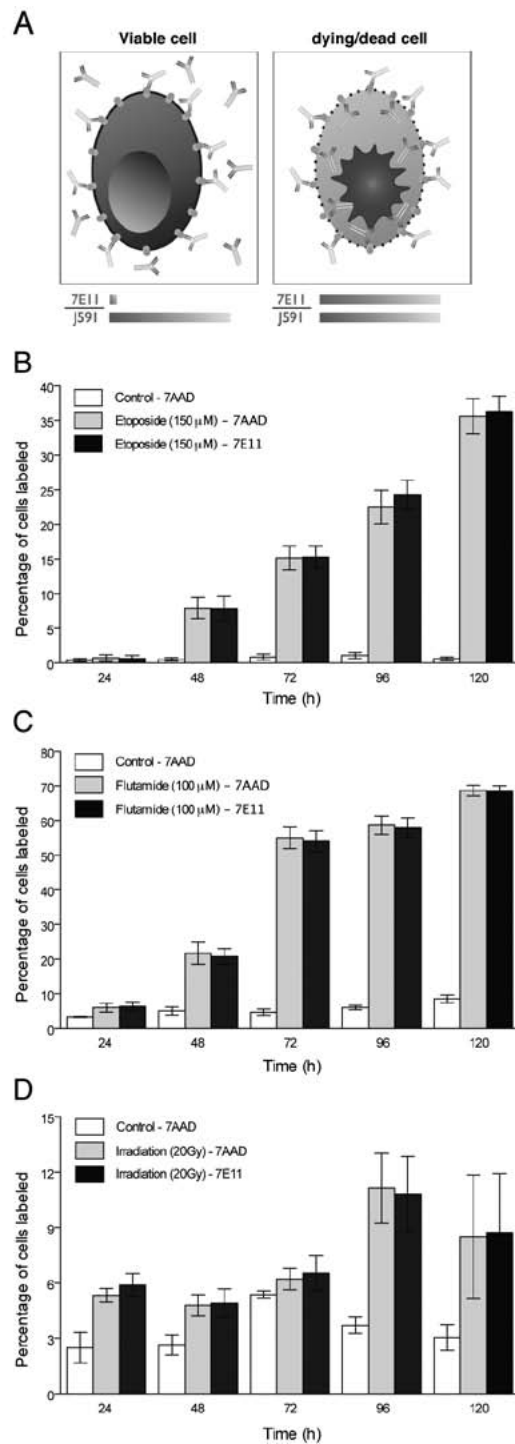 A
Viable cell
dying/dead cell
7E11
J591
7E11
J591
B
Percentage of cells labeled
40
35
30
25
20
15
10
5
0
Control - 7AAD
Etoposide (150 μM) – 7AAD
Etoposide (150 μM) – 7E11
24 48 72 96 120
Time (h)
C
Percentage of cells labeled
80
70
60
50
40
30
20
10
0
Control - 7AAD
Flutamide (100 μM) – 7AAD
Flutamide (100 μM) – 7E11
24 48 72 96 120
Time (h)
D
Percentage of cells labeled
15
12
9
6
3
0
Control - 7AAD
Irradiation (20Gy) - 7AAD
Irradiation (20Gy) - 7E11
24 48 72 96 120
Time (h)